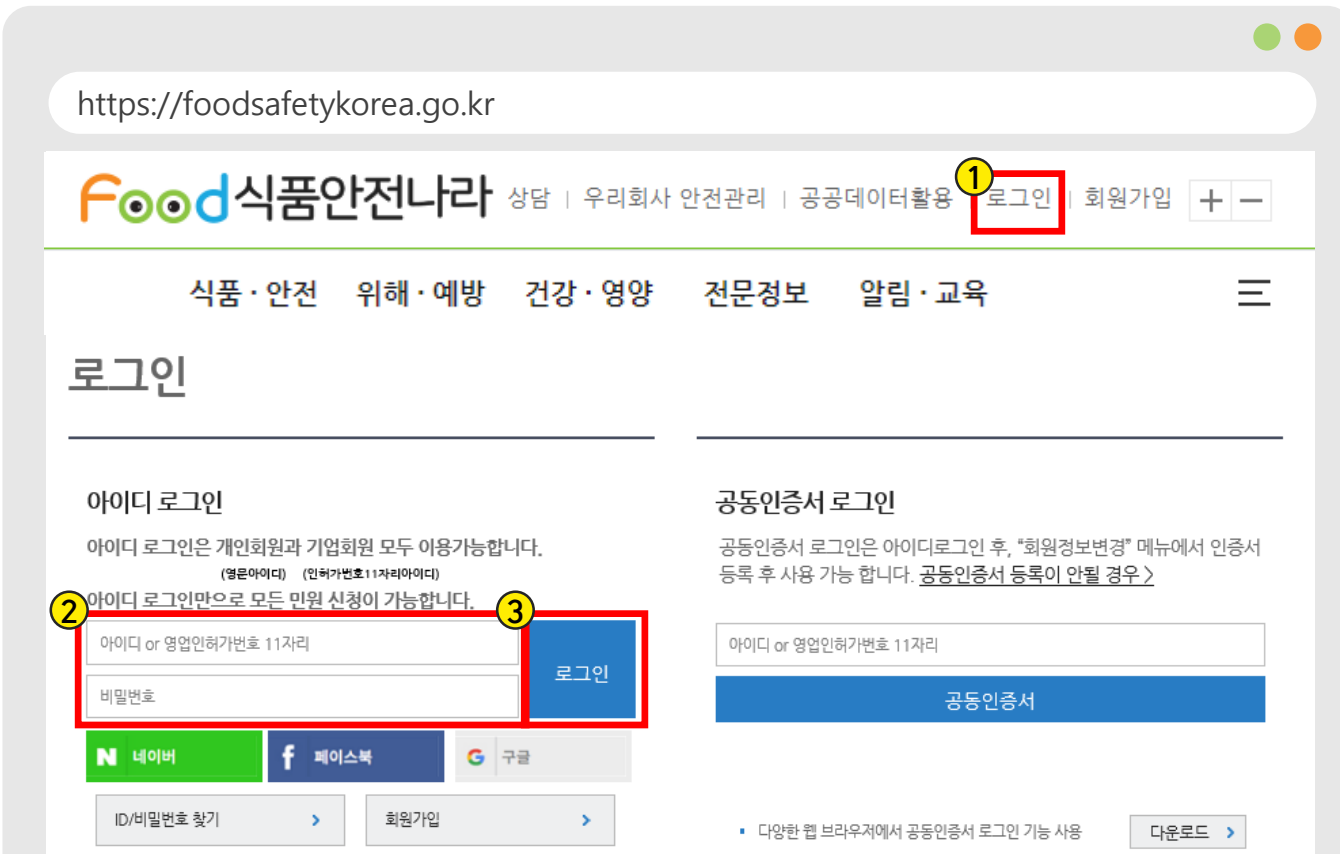 https://foodsafetykorea.go.kr
Food 식품안전나라 상담 | 우리회사 안전관리 | 공공데이터활용 1 로그인 | 회원가입 + −
식품·안전 위해·예방 건강·영양 전문정보 알림·교육
로그인
아이디 로그인
아이디 로그인은 개인회원과 기업회원 모두 이용가능합니다.
(영문아이디) (인허가번호11자리아이디)
아이디 로그인만으로 모든 민원 신청이 가능합니다.
2 3
아이디 or 영업인허가번호 11자리
비밀번호
로그인
N 네이버 f 페이스북 G 구글
ID/비밀번호 찾기 > 회원가입 >
공동인증서 로그인
공동인증서 로그인은 아이디로그인 후, “회원정보변경” 메뉴에서 인증서
등록 후 사용 가능 합니다. 공동인증서 등록이 안될 경우 >
아이디 or 영업인허가번호 11자리
공동인증서
▪ 다양한 웹 브라우저에서 공동인증서 로그인 기능 사용 다운로드 >